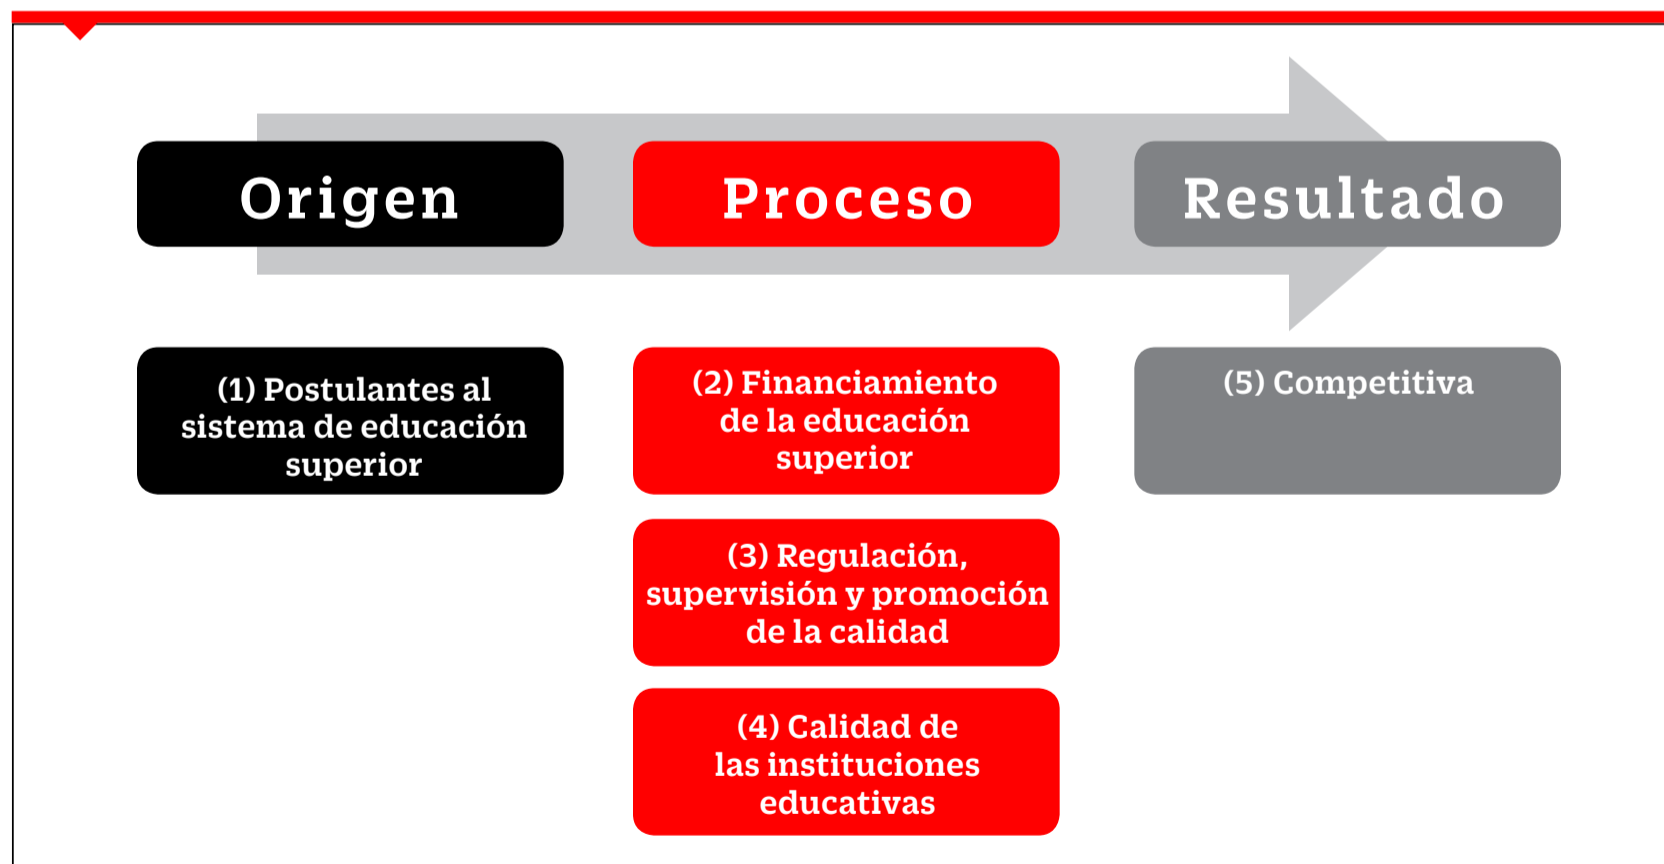 Origen
Proceso
Resultado
(1) Postulantes al
sistema de educación
superior
(2) Financiamiento
de la educación
superior
(3) Regulación,
supervisión y promoción
de la calidad
(4) Calidad de
las instituciones
educativas
(5) Competitiva